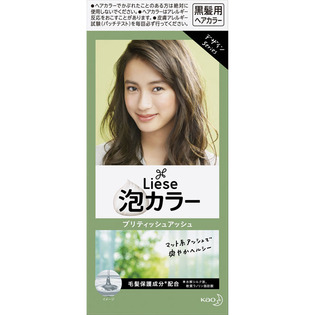 ●ヘアカラーでかぶれたことのある方は絶対に
使用しないでください。●ヘアカラーはアレルギー
反応をおこすことがあります。●皮膚アレルギー
試験(パッチテスト)を毎回必ず行ってください。
黒髪用
ヘアカラー
デザイン
Series
Liese
泡カラー
ブリティッシュアッシュ
マット系アッシュで
爽やかヘルシー
毛髪保護成分*配合
Kao